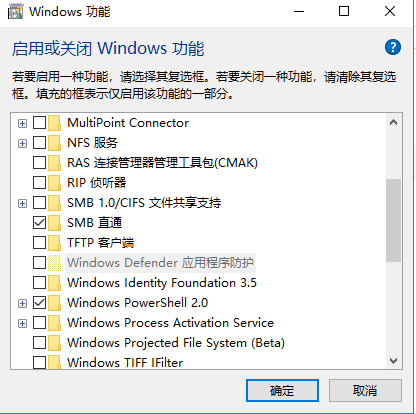 Windows 功能
启用或关闭 Windows 功能
若要启用一种功能，请选择其复选框。若要关闭一种功能，请清除其复选
框。填充的框表示仅启用该功能的一部分。
MultiPoint Connector
NFS 服务
RAS 连接管理器管理工具包(CMAK)
RIP 侦听器
SMB 1.0/CIFS 文件共享支持
SMB 直通
TFTP 客户端
Windows Defender 应用程序防护
Windows Identity Foundation 3.5
Windows PowerShell 2.0
Windows Process Activation Service
Windows Projected File System (Beta)
Windows TIFF IFilter
确定
取消